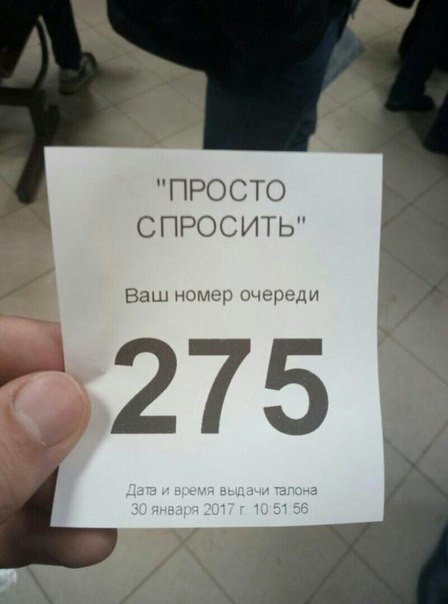 "ПРОСТО
СПРОСИТЬ"
Ваш номер очереди
275
Дата и время выдачи талона
30 января 2017 г. 10:51:56